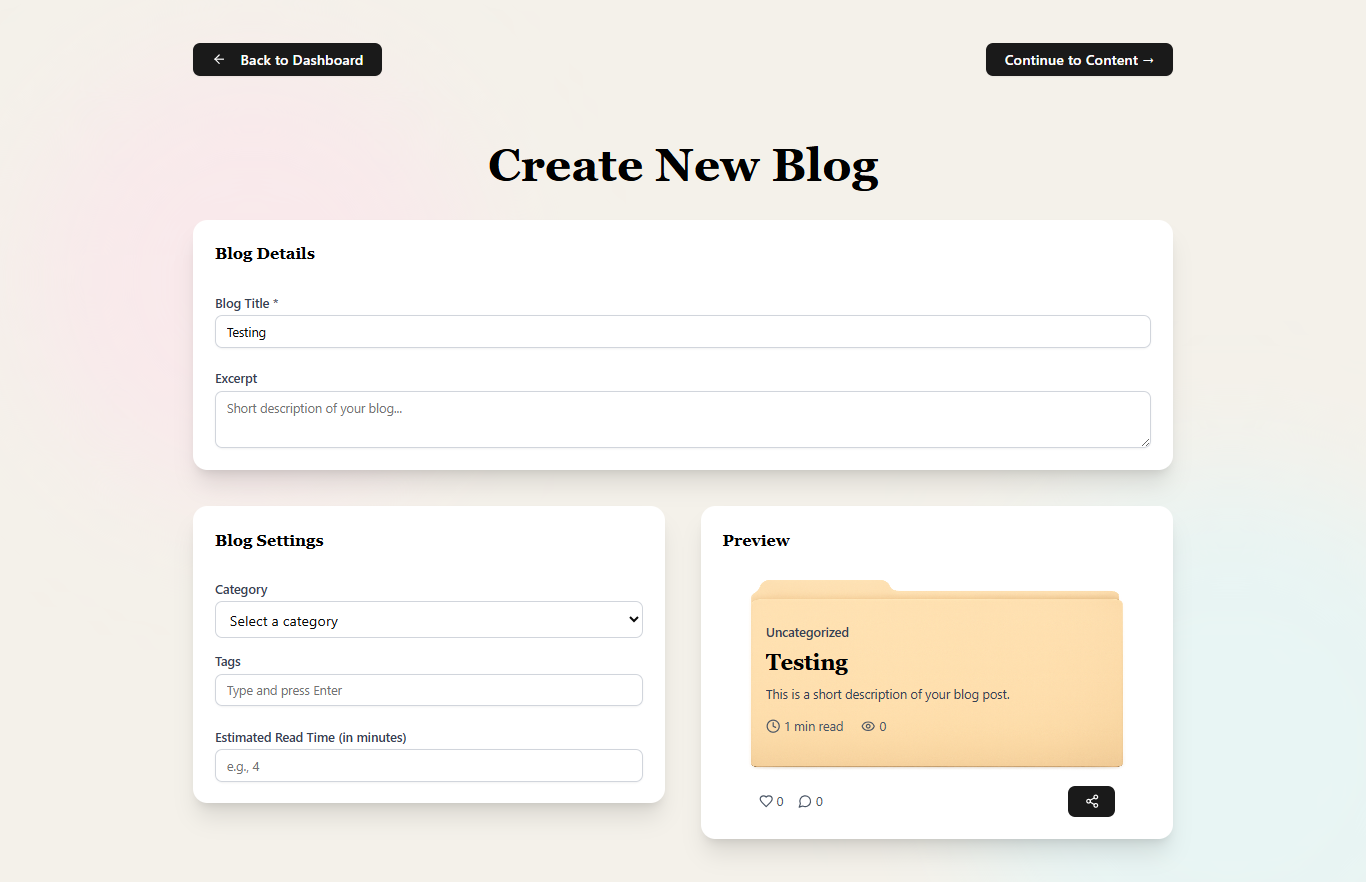 ← Back to Dashboard
Continue to Content →
Create New Blog
Blog Details
Blog Title *
Testing
Excerpt
Short description of your blog...
Blog Settings
Category
Select a category
Tags
Type and press Enter
Estimated Read Time (in minutes)
e.g., 4
Preview
Uncategorized
Testing
This is a short description of your blog post.
1 min read 0
0 0